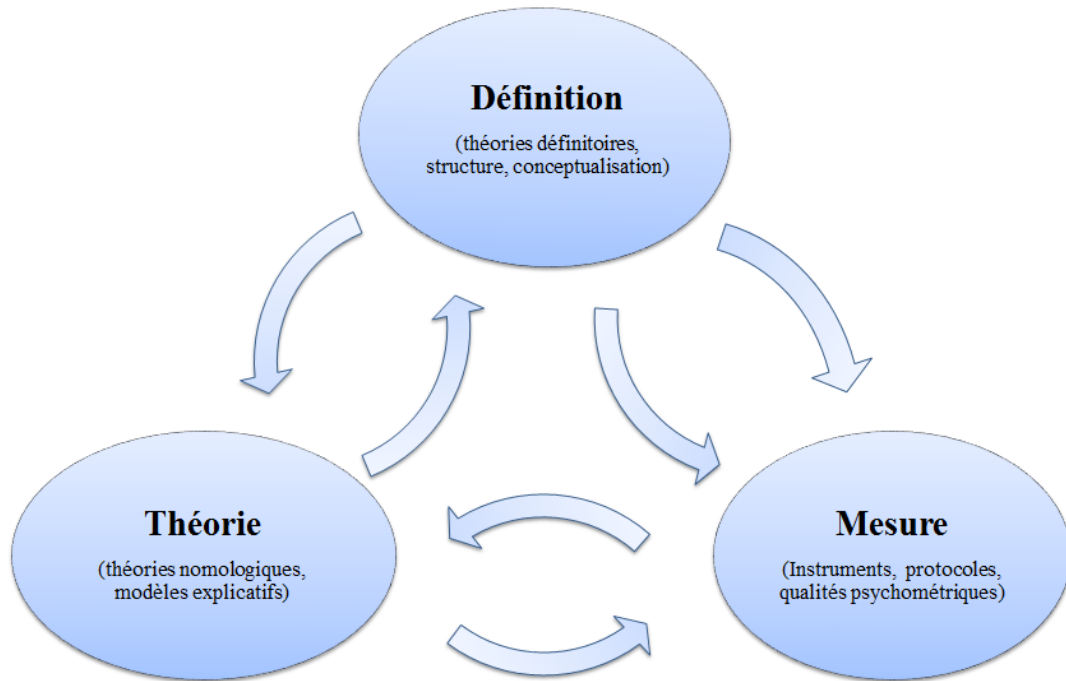 Définition
(théories définitoires,
structure, conceptualisation)
Théorie
(théories nomologiques,
modèles explicatifs)
Mesure
(Instruments, protocoles,
qualités psychométriques)